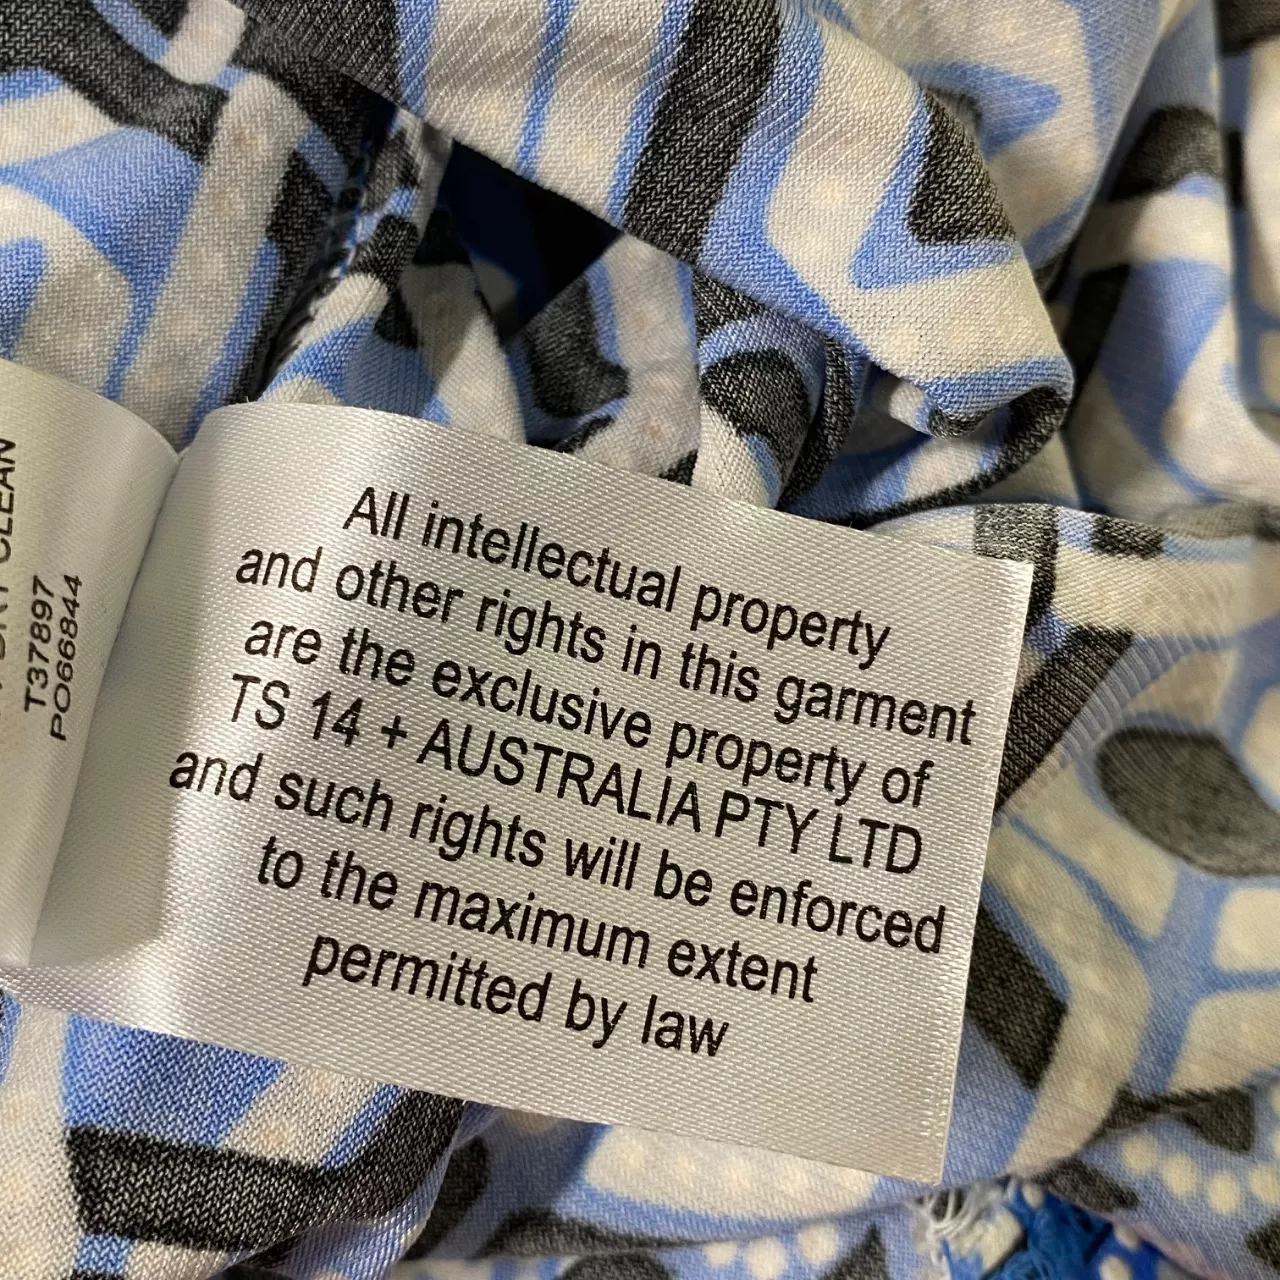 CLEAN
T37897
PO66844
All intellectual property
and other rights in this garment
are the exclusive property of
TS 14 + AUSTRALIA PTY LTD
and such rights will be enforced
to the maximum extent
permitted by law